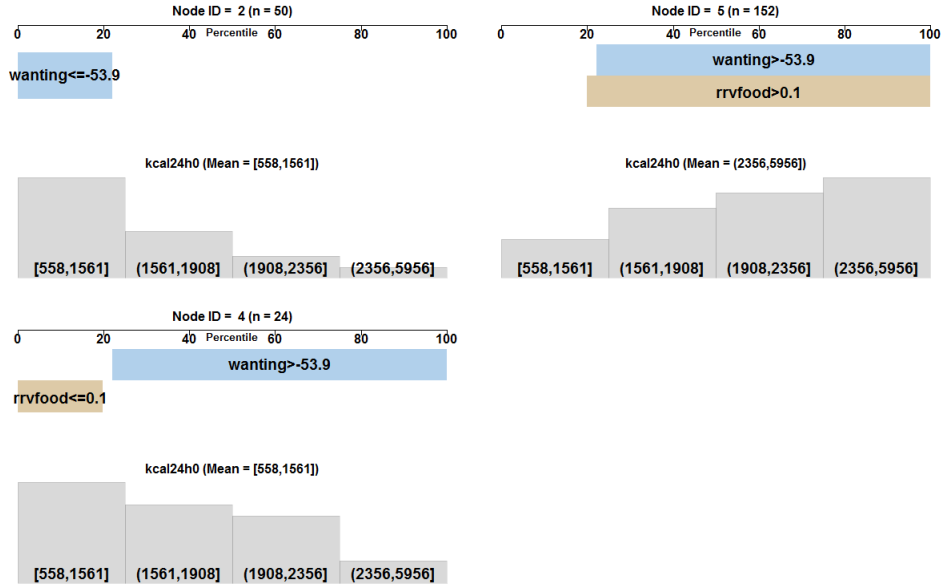 Node ID = 2 (n = 50)
0 20 40 Percentile 60 80 100
wanting<=-53.9
kcal24h0 (Mean = [558,1561])
[558,1561] (1561,1908] (1908,2356] (2356,5956]
Node ID = 5 (n = 152)
0 20 40 Percentile 60 80 100
wanting>-53.9
rrvfood>0.1
kcal24h0 (Mean = (2356,5956])
[558,1561] (1561,1908] (1908,2356] (2356,5956]
Node ID = 4 (n = 24)
0 20 40 Percentile 60 80 100
wanting>-53.9
rrvfood<=0.1
kcal24h0 (Mean = [558,1561])
[558,1561] (1561,1908] (1908,2356] (2356,5956]